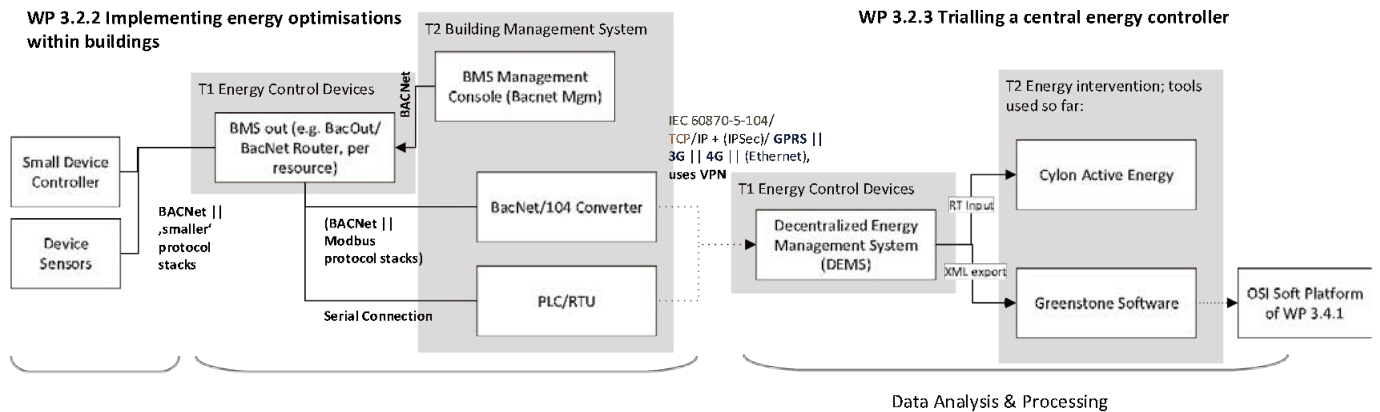 WP 3.2.2 Implementing energy optimisations
within buildings
WP 3.2.3 Trialling a central energy controller
T2 Building Management System
BMS Management
Console (Bacnet Mgm)
BACNet
T1 Energy Control Devices
BMS out (e.g. BacOut/
BacNet Router, per
resource)
Small Device
Controller
Device
Sensors
BACNet ||
‚smaller‘
protocol
stacks
(BACNet ||
Modbus
protocol stacks)
Serial Connection
BacNet/104 Converter
PLC/RTU
IEC 60870-5-104/
TCP/IP + (IPSec)/ GPRS ||
3G || 4G || (Ethernet),
uses VPN
T1 Energy Control Devices
Decentralized Energy
Management System
(DEMS)
RT Input
XML export
T2 Energy intervention; tools
used so far:
Cylon Active Energy
Greenstone Software
OSI Soft Platform
of WP 3.4.1
Data Analysis & Processing